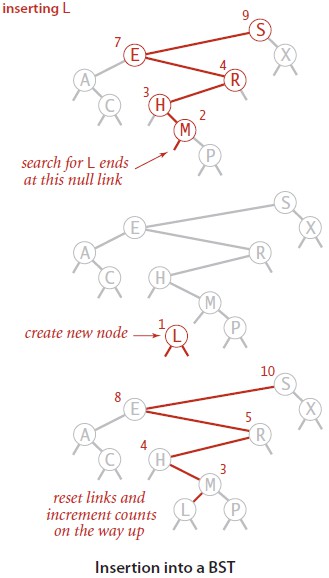 inserting L
9
S
7
E
X
4
A
R
3
C
H
2
M
P
search for L ends
at this null link
S
E
X
A
R
C
H
M
1
P
create new node
L
10
S
8
E
X
5
A
R
4
C
H
3
M
reset links and
increment counts
on the way up
L
P
Insertion into a BST